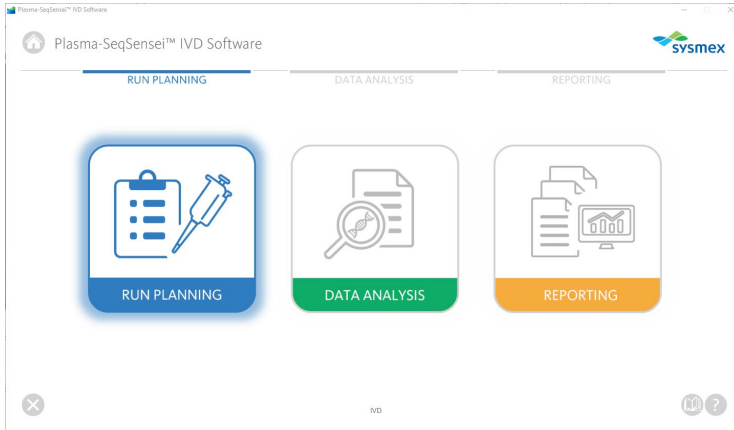 Plasma-SeqSensei™ IVD Software
Plasma-SeqSensei™ IVD Software
sysmex
RUN PLANNING DATA ANALYSIS REPORTING
RUN PLANNING DATA ANALYSIS REPORTING
IVD
?